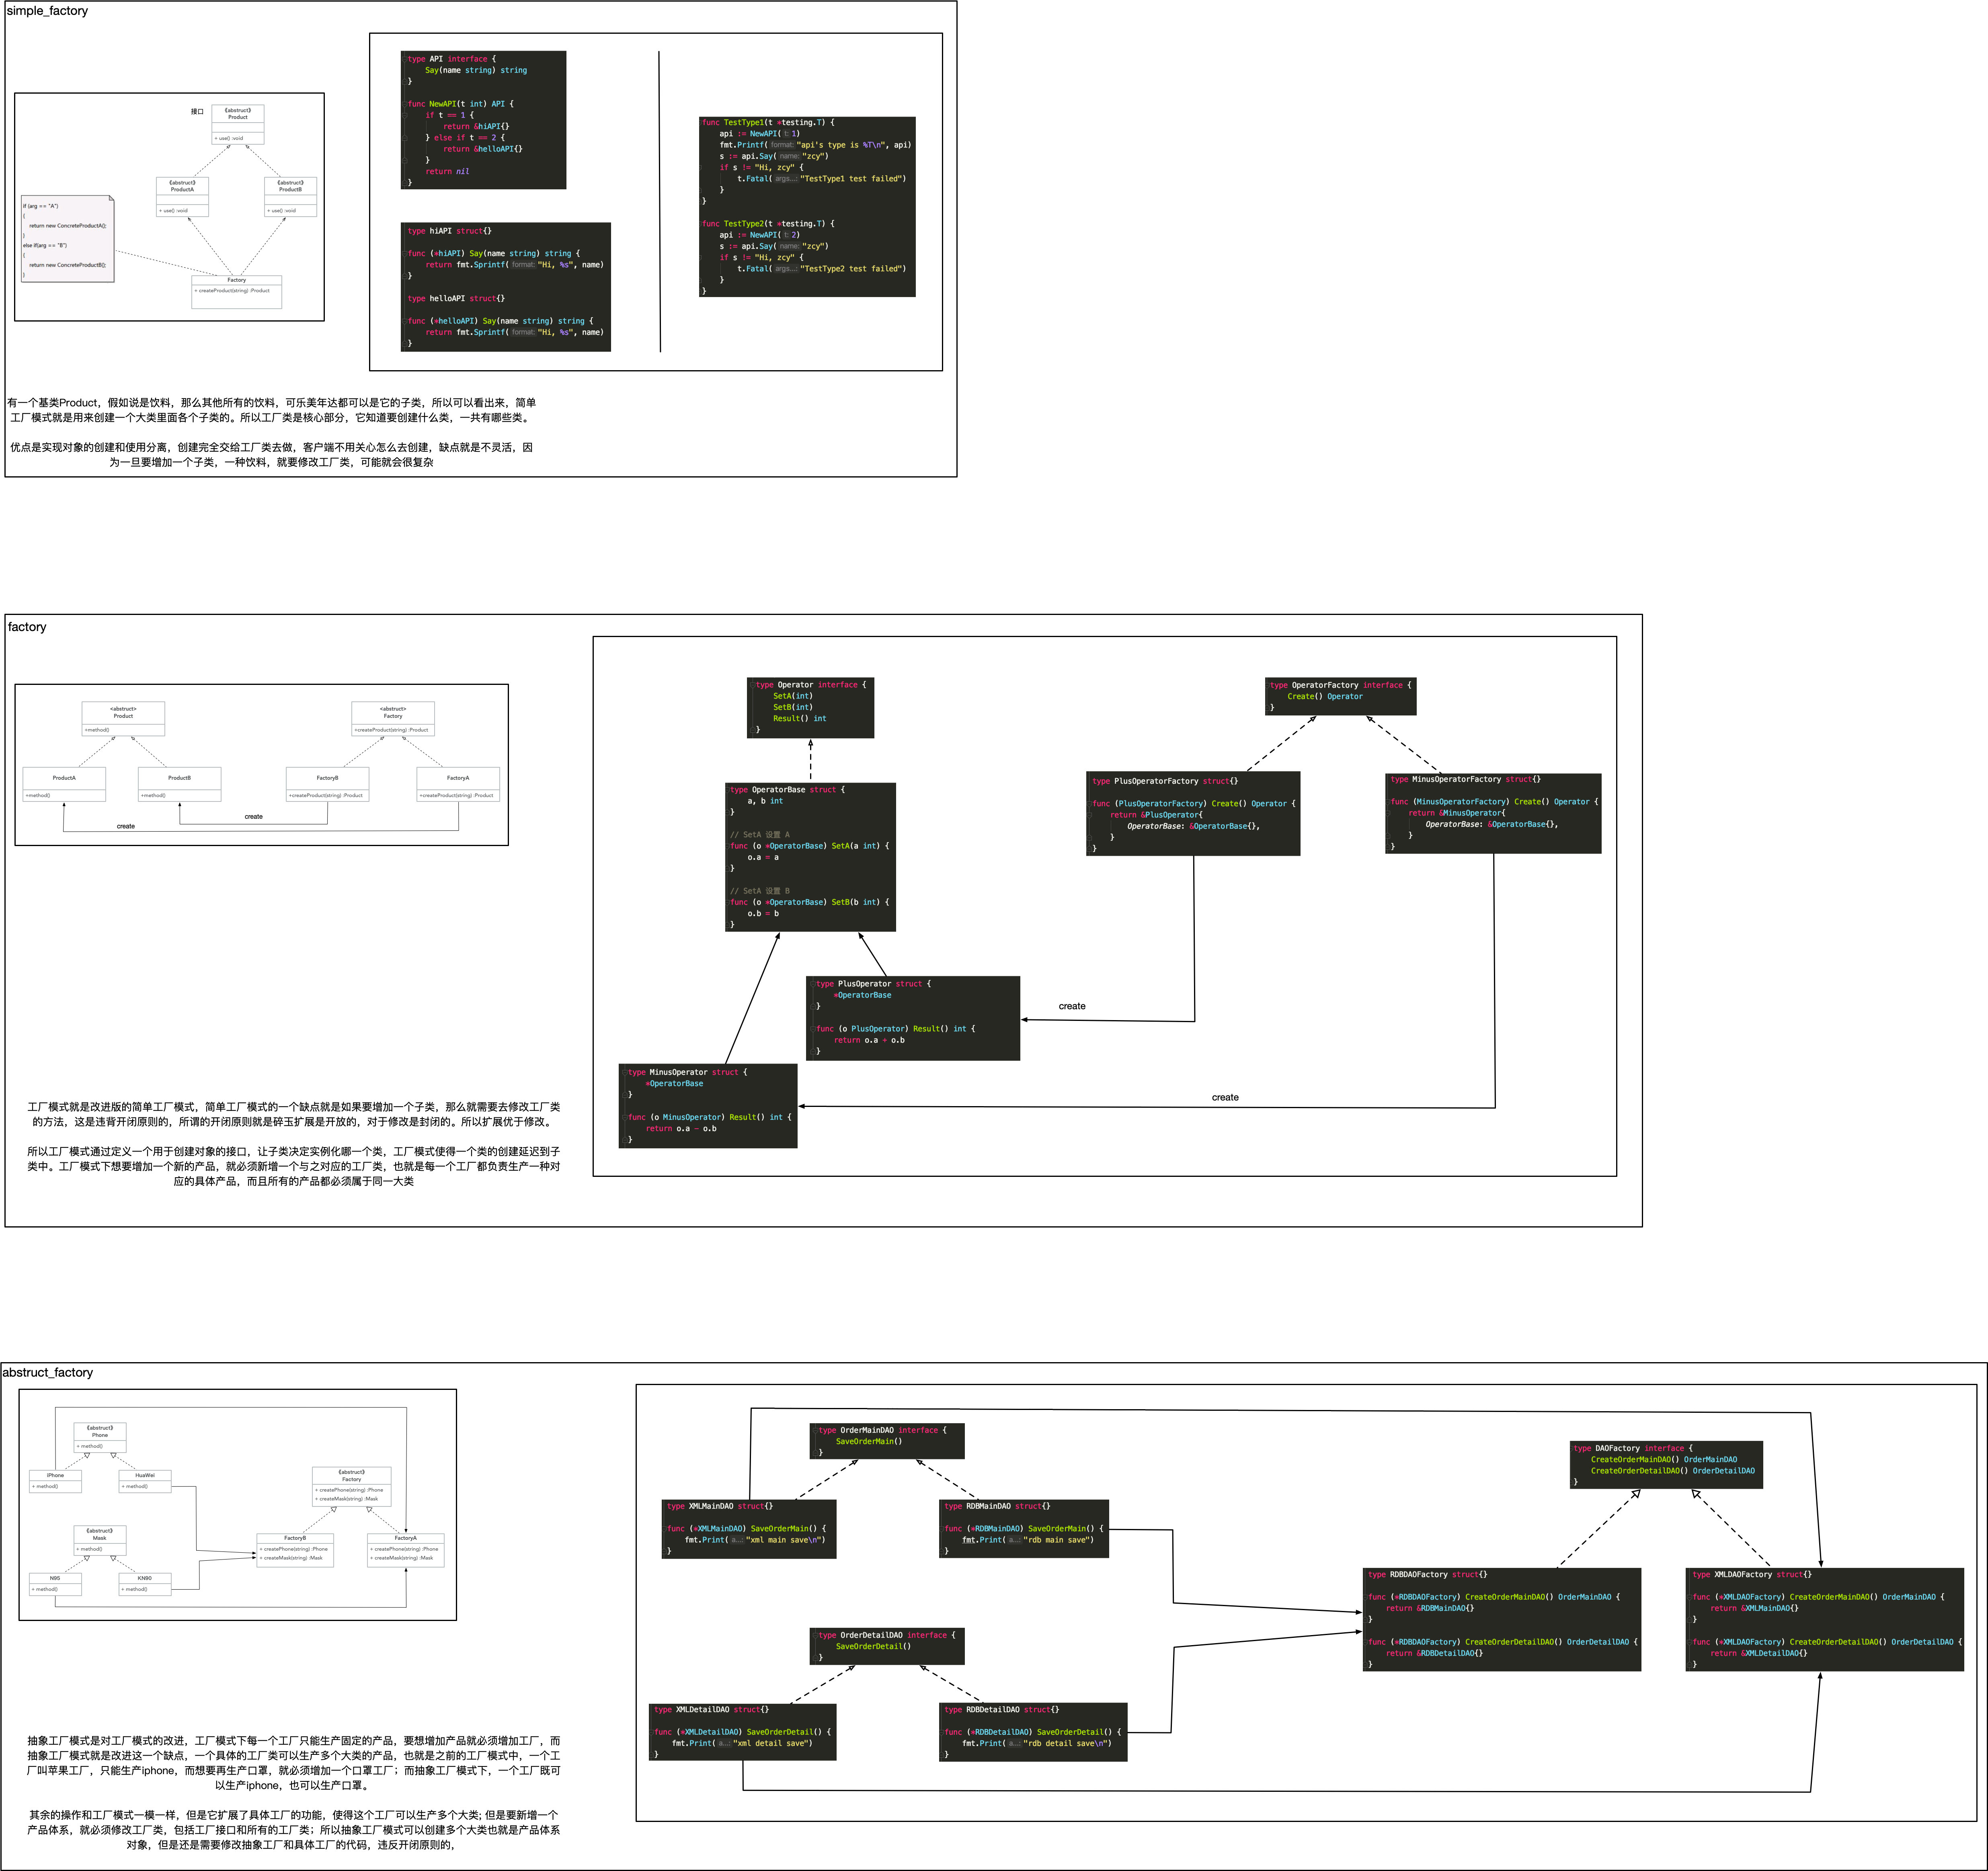 simple_factory
接口
《abstract》
Product
+ use() :void
《abstract》
ProductA
+ use() :void
《abstract》
ProductB
+ use() :void
If (arg == "A")
{
return new ConcreteProductA();
}
else if(arg == "B")
{
return new ConcreteProductB();
}
Factory
+ createProduct(string) :Product
type API interface {
Say(name string) string
}
func NewAPI(t int) API {
if t == 1 {
return &hiAPI{}
} else if t == 2 {
return &helloAPI{}
}
return nil
}
type hiAPI struct{}
func (*hiAPI) Say(name string) string {
return fmt.Sprintf( format: "Hi, %s", name)
}
type helloAPI struct{}
func (*helloAPI) Say(name string) string {
return fmt.Sprintf( format: "Hi, %s", name)
}
func TestType1(t *testing.T) {
api := NewAPI( t: 1)
fmt.Printf( format: "api's type is %T\n", api)
s := api.Say( name: "zcy")
if s != "Hi, zcy" {
t.Fatal( args...: "TestType1 test failed")
}
}
func TestType2(t *testing.T) {
api := NewAPI( t: 2)
s := api.Say( name: "zcy")
if s != "Hi, zcy" {
t.Fatal( args...: "TestType2 test failed")
}
}
有一个基类Product，假如说是饮料，那么其他所有的饮料，可乐美年达都可以是它的子类，所以可以看出来，简单
工厂模式就是用来创建一个大类里面各个子类的。所以工厂类是核心部分，它知道要创建什么类，一共有哪些类。
优点是实现对象的创建和使用分离，创建完全交给工厂类去做，客户端不用关心怎么去创建，缺点就是不灵活，因
为一旦要增加一个子类，一种饮料，就要修改工厂类，可能就会很复杂
factory
<abstract>
Product
+method()
<abstract>
Factory
+createProduct(string) :Product
ProductA
+method()
ProductB
+method()
FactoryB
+createProduct(string) :Product
FactoryA
+createProduct(string) :Product
create
create
type Operator interface {
SetA(int)
SetB(int)
Result() int
}
type OperatorFactory interface {
Create() Operator
}
type OperatorBase struct {
a, b int
}
// SetA 设置 A
func (o *OperatorBase) SetA(a int) {
o.a = a
}
// SetA 设置 B
func (o *OperatorBase) SetB(b int) {
o.b = b
}
type PlusOperatorFactory struct{}
func (PlusOperatorFactory) Create() Operator {
return &PlusOperator{
OperatorBase: &OperatorBase{},
}
}
type MinusOperatorFactory struct{}
func (MinusOperatorFactory) Create() Operator {
return &MinusOperator{
OperatorBase: &OperatorBase{},
}
}
type PlusOperator struct {
*OperatorBase
}
func (o PlusOperator) Result() int {
return o.a + o.b
}
create
type MinusOperator struct {
*OperatorBase
}
func (o MinusOperator) Result() int {
return o.a - o.b
}
create
工厂模式就是改进版的简单工厂模式，简单工厂模式的一个缺点就是如果要增加一个子类，那么就需要去修改工厂类
的方法，这是违背开闭原则的，所谓的开闭原则就是碎玉扩展是开放的，对于修改是封闭的。所以扩展优于修改。
所以工厂模式通过定义一个用于创建对象的接口，让子类决定实例化哪一个类，工厂模式使得一个类的创建延迟到子
类中。工厂模式下想要增加一个新的产品，就必须新增一个与之对应的工厂类，也就是每一个工厂都负责生产一种对
应的具体产品，而且所有的产品都必须属于同一大类
abstruct_factory
《abstract》
Phone
+ method()
IPhone
+ method()
HuaWei
+ method()
《abstract》
Factory
+ createPhone(string) :Phone
+ createMask(string) :Mask
《abstract》
Mask
+ method()
FactoryB
+ createPhone(string) :Phone
+ createMask(string) :Mask
FactoryA
+ createPhone(string) :Phone
+ createMask(string) :Mask
N95
+ method()
KN90
+ method()
type OrderMainDAO interface {
SaveOrderMain()
}
type DAOFactory interface {
CreateOrderMainDAO() OrderMainDAO
CreateOrderDetailDAO() OrderDetailDAO
}
type XMLMainDAO struct{}
func (*XMLMainDAO) SaveOrderMain() {
fmt.Print( a...: "xml main save\n")
}
type RDBMainDAO struct{}
func (*RDBMainDAO) SaveOrderMain() {
fmt.Print( a...: "rdb main save")
}
type RDBDAOFactory struct{}
func (*RDBDAOFactory) CreateOrderMainDAO() OrderMainDAO {
return &RDBMainDAO{}
}
func (*RDBDAOFactory) CreateOrderDetailDAO() OrderDetailDAO {
return &RDBDetailDAO{}
}
type XMLDAOFactory struct{}
func (*XMLDAOFactory) CreateOrderMainDAO() OrderMainDAO {
return &XMLMainDAO{}
}
func (*XMLDAOFactory) CreateOrderDetailDAO() OrderDetailDAO {
return &XMLDetailDAO{}
}
type OrderDetailDAO interface {
SaveOrderDetail()
}
type XMLDetailDAO struct{}
func (*XMLDetailDAO) SaveOrderDetail() {
fmt.Print( a...: "xml detail save")
}
type RDBDetailDAO struct{}
func (*RDBDetailDAO) SaveOrderDetail() {
fmt.Print( a...: "rdb detail save\n")
}
抽象工厂模式是对工厂模式的改进，工厂模式下每一个工厂只能生产固定的产品，要想增加产品就必须增加工厂，而
抽象工厂模式就是改进这一个缺点，一个具体的工厂类可以生产多个大类的产品，也就是之前的工厂模式中，一个工
厂叫苹果工厂，只能生产iphone，而想要再生产口罩，就必须增加一个口罩工厂；而抽象工厂模式下，一个工厂既可
以生产iphone，也可以生产口罩。
其余的操作和工厂模式一模一样，但是它扩展了具体工厂的功能，使得这个工厂可以生产多个大类; 但是要新增一个
产品体系，就必须修改工厂类，包括工厂接口和所有的工厂类；所以抽象工厂模式可以创建多个大类也就是产品体系
对象，但是还是需要修改抽象工厂和具体工厂的代码，违反开闭原则的，